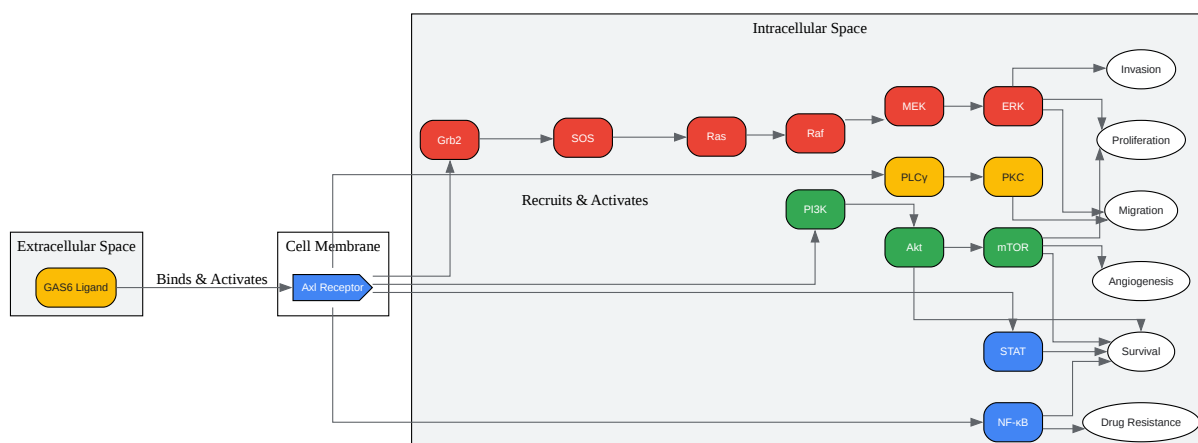 Intracellular Space
Invasion
MEK
ERK
Grb2
SOS
Ras
Raf
Proliferation
PLCγ
PKC
Recruits & Activates
PI3K
Migration
Extracellular Space
Cell Membrane
Akt
mTOR
GAS6 Ligand
Binds & Activates
Axl Receptor
Angiogenesis
STAT
Survival
NF-κB
Drug Resistance